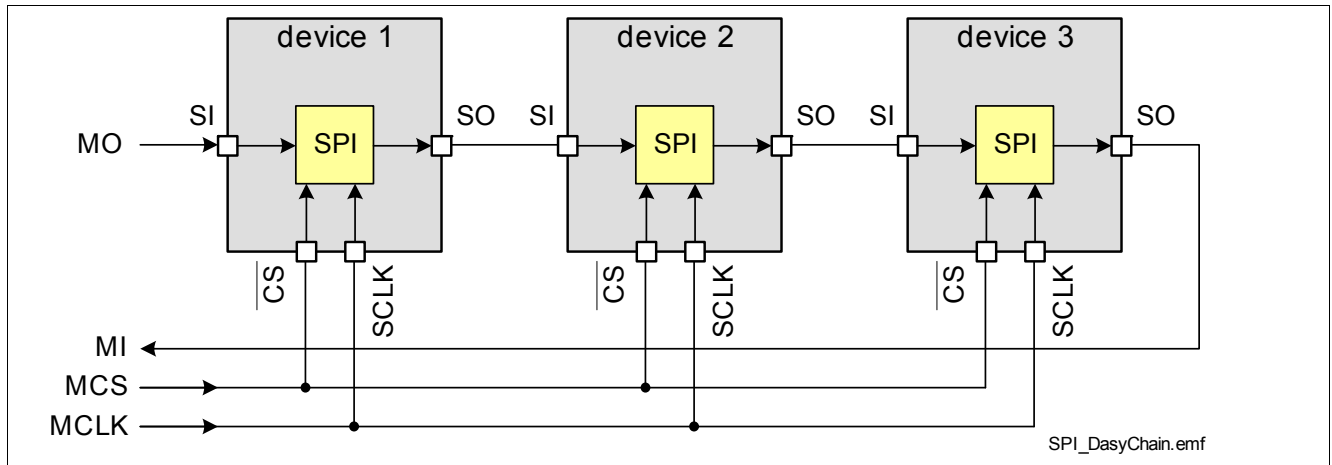 device 1
device 2
device 3
SI
SO
SI
SO
SI
SO
MO
SPI
SPI
SPI
CS
SCLK
CS
SCLK
CS
SCLK
MI
MCS
MCLK
SPI_DasyChain.emf